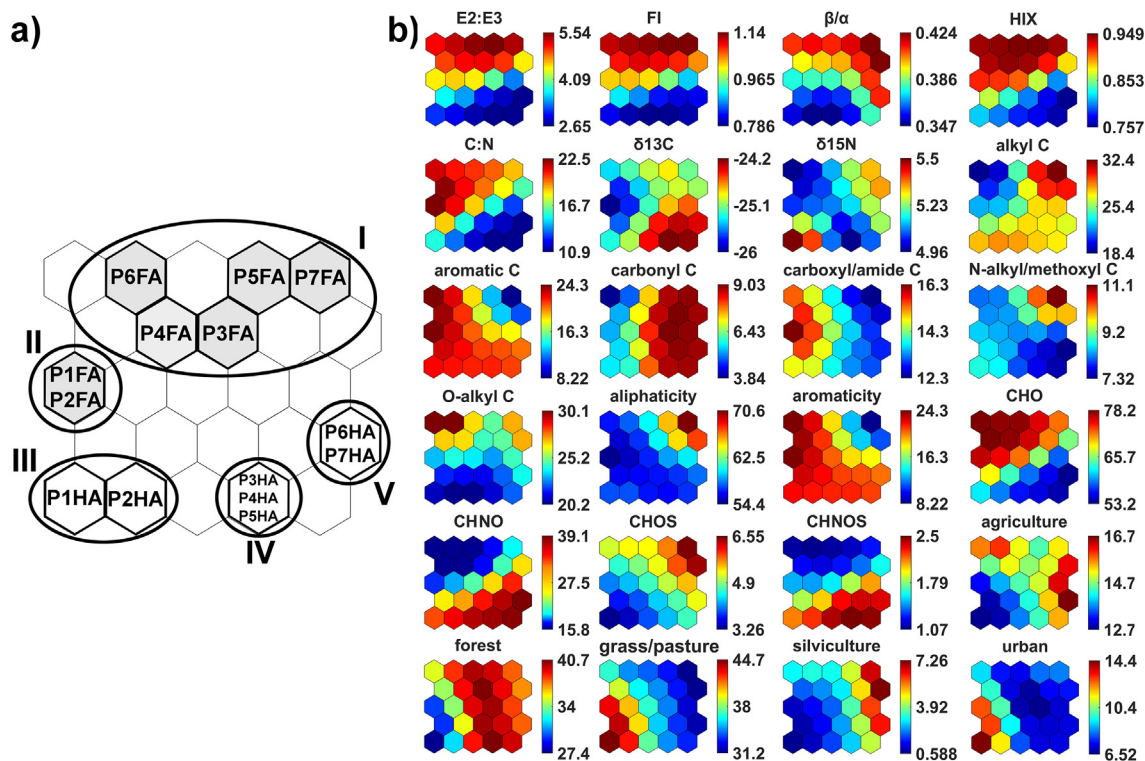 a)
I
P6FA P5FA P7FA
P4FA P3FA
II
P1FA
P2FA
III
P1HA P2HA
P3HA
P4HA
P5HA
IV
P6HA
P7HA
V
b)
E2:E3 FI β/α HIX
5.54 1.14 0.424 0.949
4.09 0.965 0.386 0.853
2.65 0.786 0.347 0.757
C:N δ13C δ15N alkyl C
22.5 -24.2 5.5 32.4
16.7 -25.1 5.23 25.4
10.9 -26 4.96 18.4
aromatic C carbonyl C carboxyl/amide C N-alkyl/methoxyl C
24.3 9.03 16.3 11.1
16.3 6.43 14.3 9.22
8.22 3.84 12.3 7.32
O-alkyl C aliphaticity aromaticity CHO
30.1 70.6 24.3 78.2
25.2 62.5 16.3 65.7
20.2 54.4 8.22 53.2
CHNO CHOS CHNOS agriculture
39.1 6.55 2.5 16.7
27.5 4.9 1.79 14.7
15.8 3.26 1.07 12.7
forest grass/pasture silviculture urban
40.7 44.7 7.26 14.4
34 38 3.92 10.4
27.4 31.2 0.588 6.52